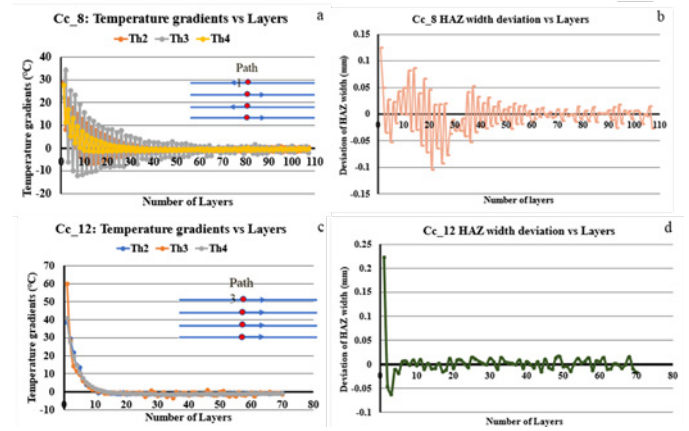 Cc_8: Temperature gradients vs Layers
a
Th2 Th3 Th4
Path
1
Temperature gradients (°C)
40
30
20
10
0
-10
-20
0 10 20 30 40 50 60 70 80 90 100 110
Number of Layers
b
Cc_8 HAZ width deviation vs Layers
Deviation of HAZ width (mm)
0.15
0.1
0.05
0
-0.05
-0.1
-0.15
0 10 20 30 40 50 60 70 80 90 100 110
Number of layers
Cc_12: Temperature gradients vs Layers
c
Th2 Th3 Th4
Path
3
Temperature gradients (°C)
70
60
50
40
30
20
10
0
-10
0 10 20 30 40 50 60 70 80
Number of Layers
d
Cc_12 HAZ width deviation vs Layers
Deviation of HAZ width (mm)
0.25
0.2
0.15
0.1
0.05
0
-0.05
-0.1
0 10 20 30 40 50 60 70 80
Number of Layers